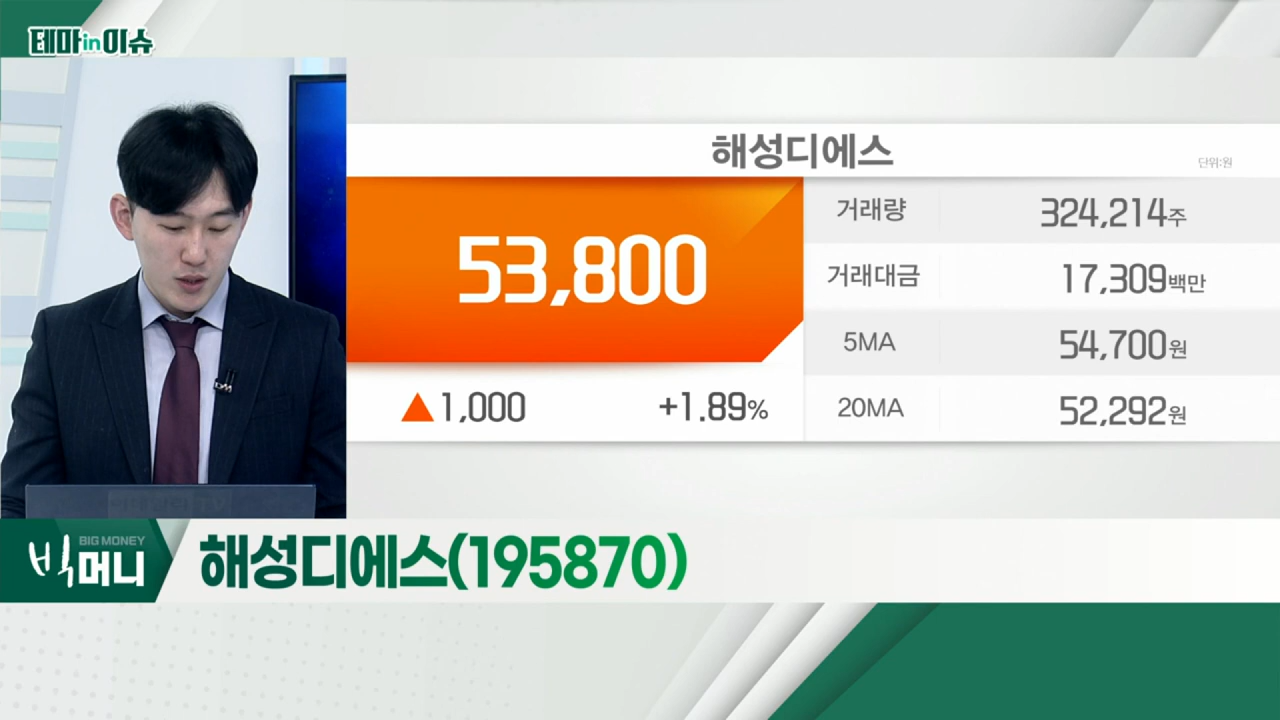 테마in이슈
해성디에스
단위:원
53,800
▲1,000 +1.89%
거래량 324,214주
거래대금 17,309백만
5MA 54,700원
20MA 52,292원
BIG MONEY
빅머니
해성디에스(195870)